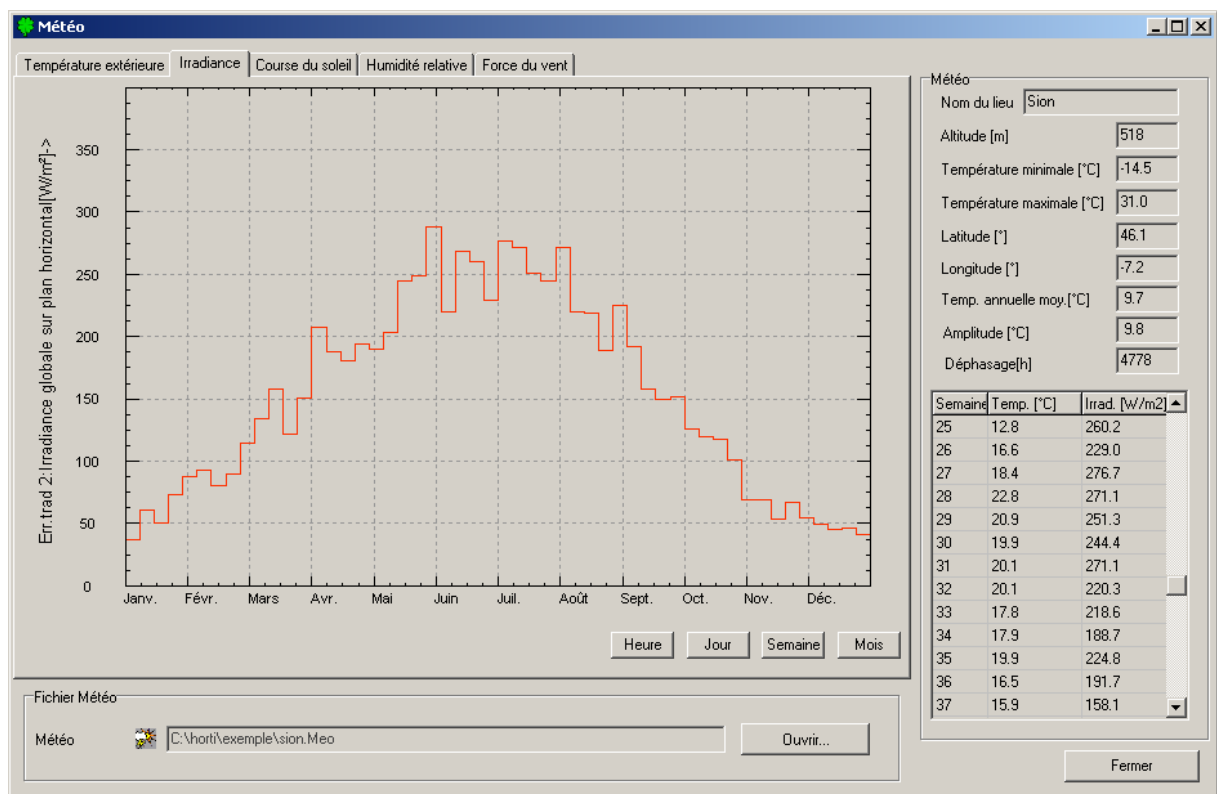 Météo
Température extérieure Irradiance Course du soleil Humidité relative Force du vent
Err.trad 2:Irradiance globale sur plan horizontal[W/m²]->
350
300
250
200
150
100
50
0
Janv. Févr. Mars Avr. Mai Juin Juil. Août Sept. Oct. Nov. Déc.
Heure Jour Semaine Mois
Fichier Météo
Météo C:\horti\exemple\sion.Meo Ouvrir...
Météo
Nom du lieu Sion
Altitude [m] 518
Température minimale [°C] -14.5
Température maximale [°C] 31.0
Latitude [°] 46.1
Longitude [°] -7.2
Temp. annuelle moy.[°C] 9.7
Amplitude [°C] 9.8
Déphasage[h] 4778
Semaine Temp. [°C] Irrad. [W/m2]
25 12.8 260.2
26 16.6 229.0
27 18.4 276.7
28 22.8 271.1
29 20.9 251.3
30 19.9 244.4
31 20.1 271.1
32 20.1 220.3
33 17.8 218.6
34 17.9 188.7
35 19.9 224.8
36 16.5 191.7
37 15.9 158.1
Fermer